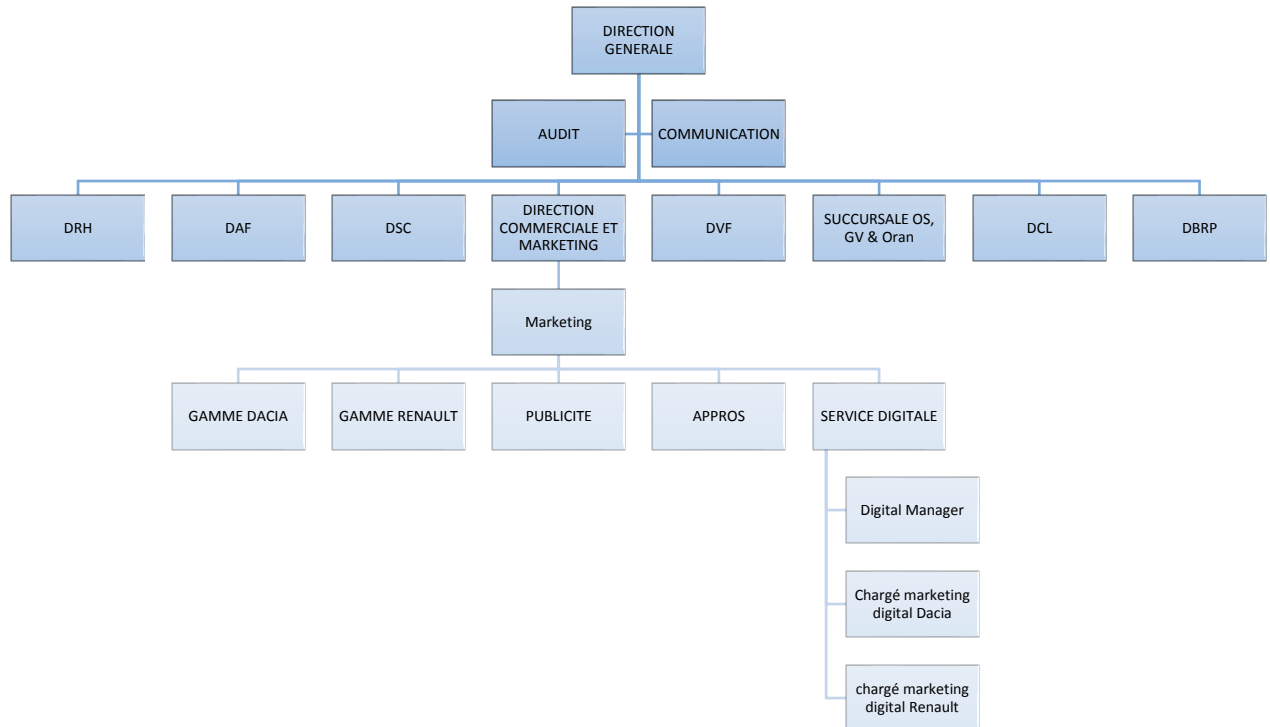 DIRECTION
GENERALE
AUDIT
COMMUNICATION
DRH
DAF
DSC
DIRECTION
COMMERCIALE ET
MARKETING
DVF
SUCCURSALE OS,
GV & Oran
DCL
DBRP
Marketing
GAMME DACIA
GAMME RENAULT
PUBLICITE
APPROS
SERVICE DIGITALE
Digital Manager
Chargé marketing
digital Dacia
chargé marketing
digital Renault